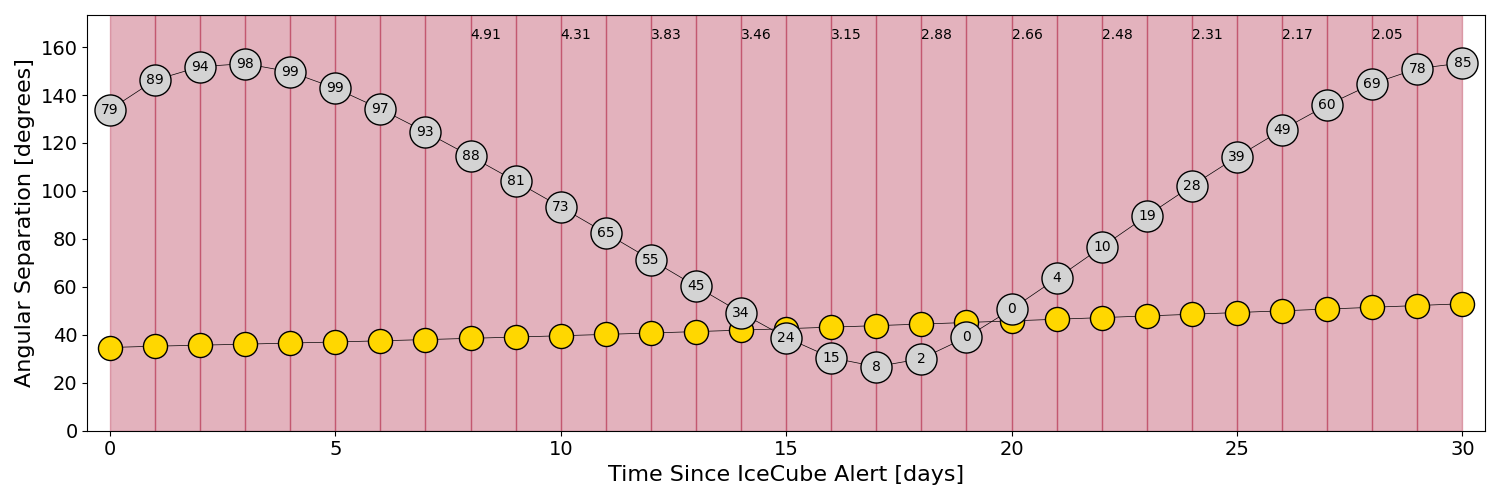 4.91 4.31 3.83 3.46 3.15 2.88 2.66 2.48 2.31 2.17 2.05
160
140
120
100
80
60
40
20
0
Angular Separation [degrees]
79 89 94 98 99 99 97 93 88 81 73 65 55 45 34 24 15 8 2 0 0 4 10 19 28 39 49 60 69 78 85
0 5 10 15 20 25 30
Time Since IceCube Alert [days]